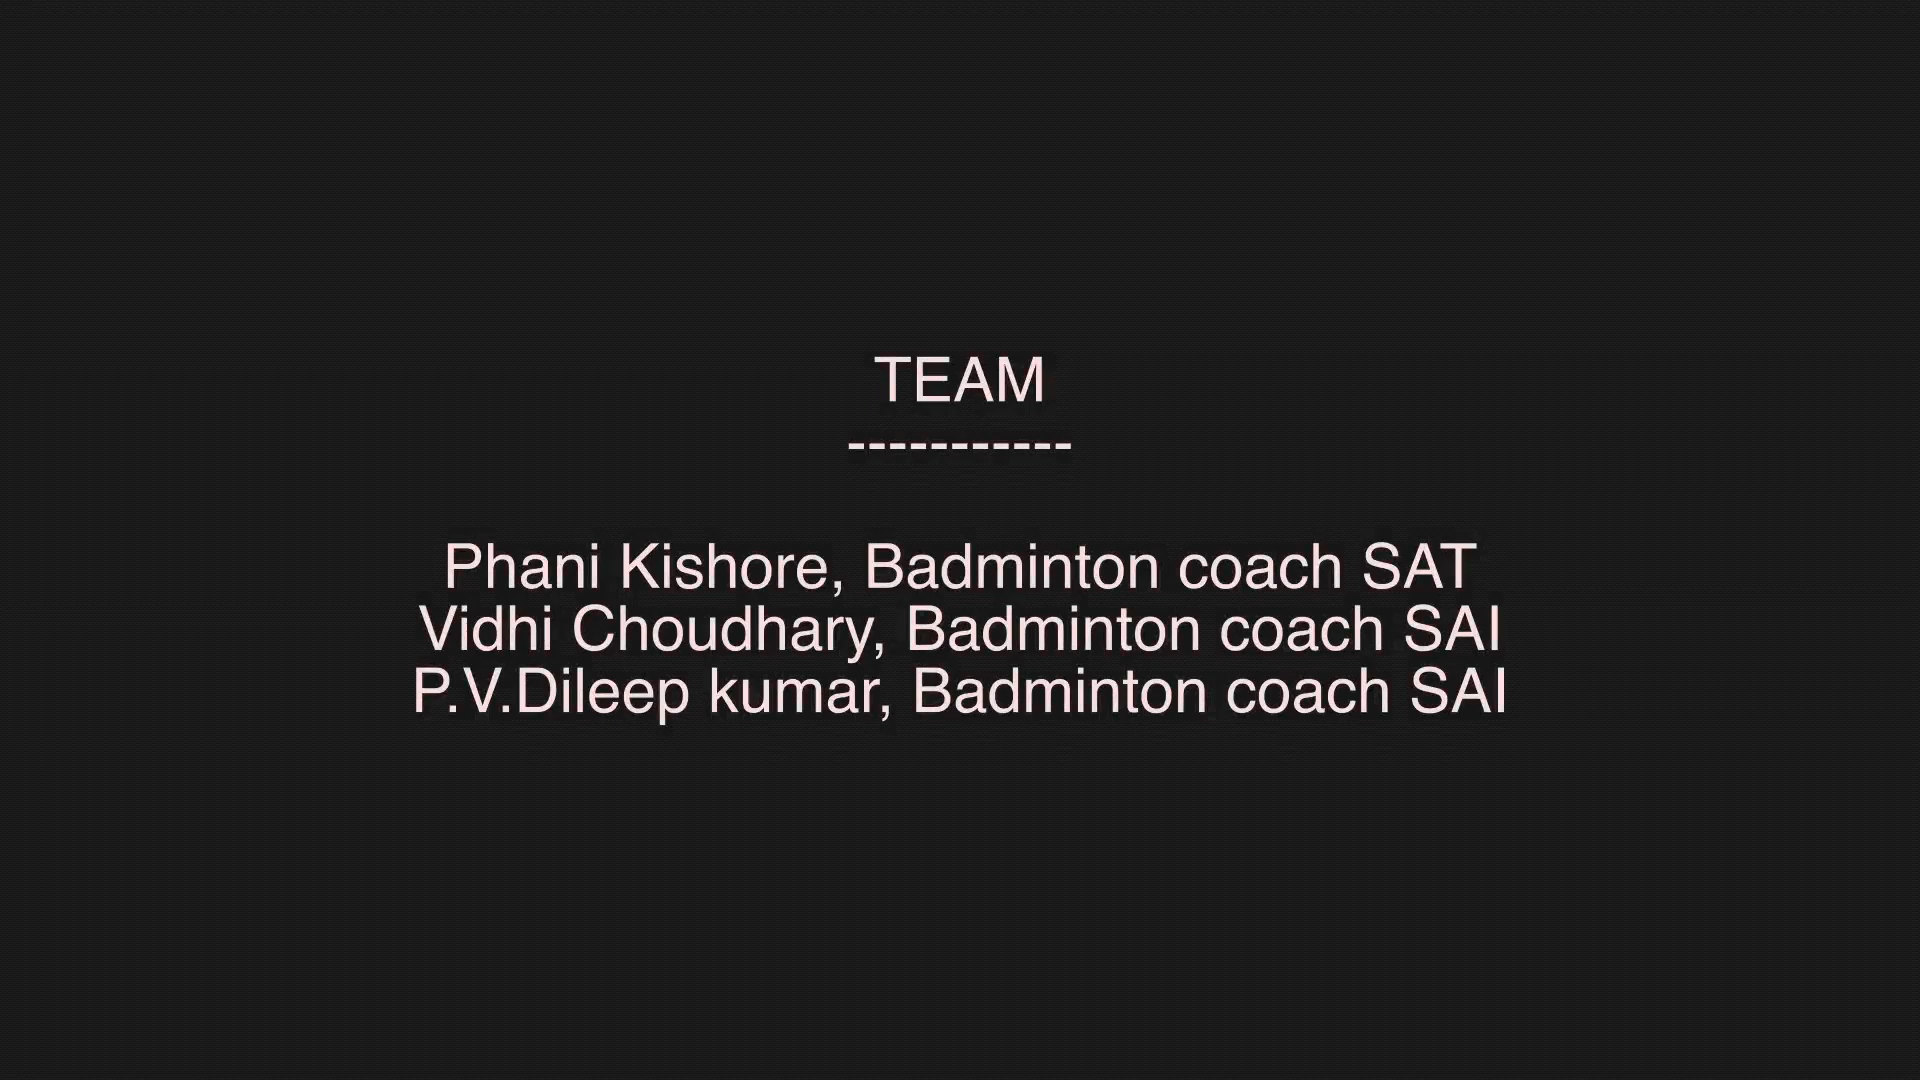 TEAM
-----------
Phani Kishore, Badminton coach SAT
Vidhi Choudhary, Badminton coach SAI
P.V.Dileep kumar, Badminton coach SAI